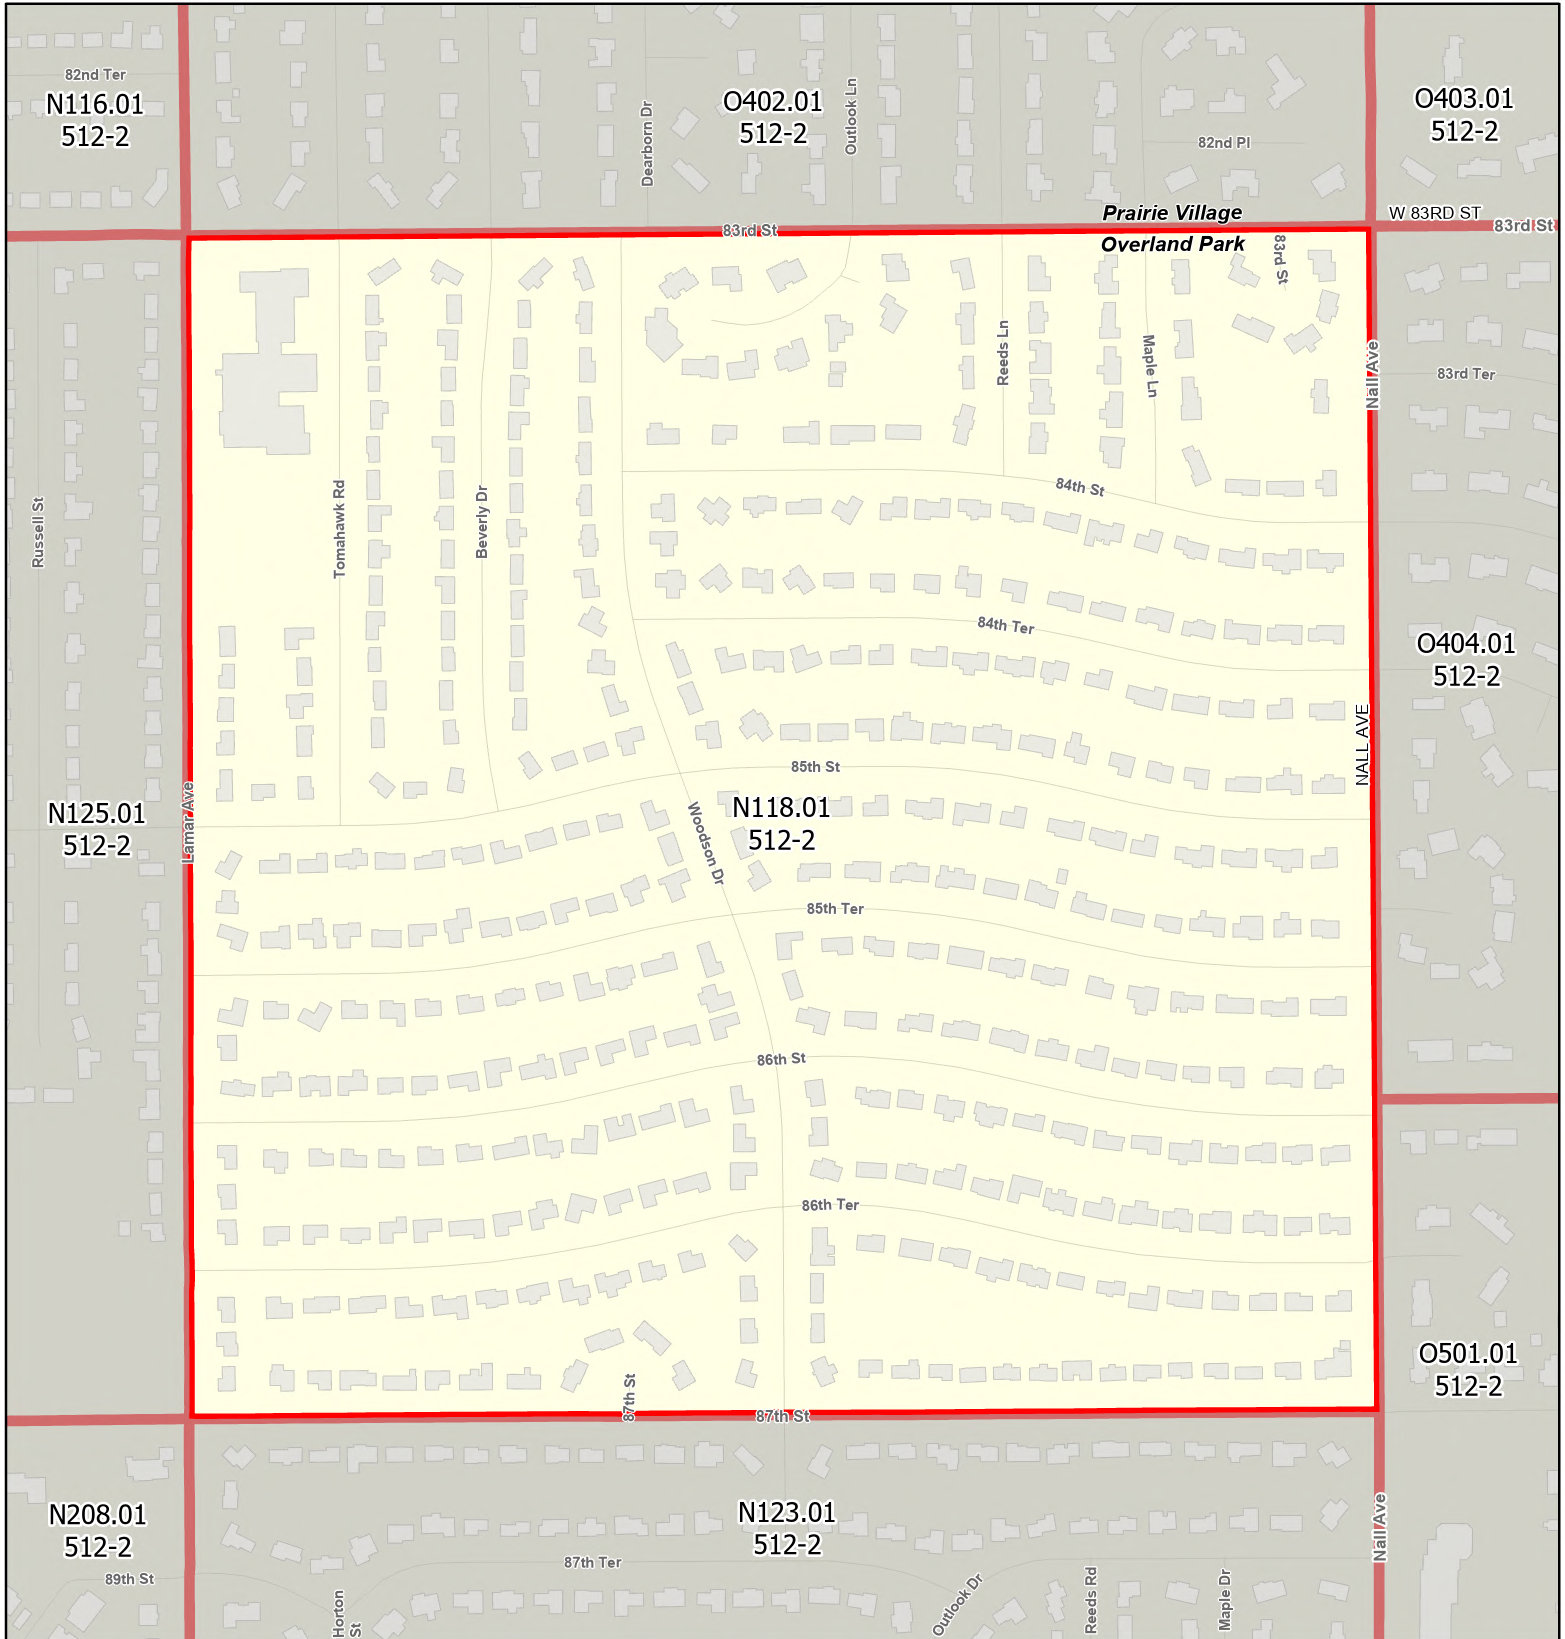 82nd Ter
N116.01
512-2
Dearborn Dr
O402.01
512-2
Outlook Ln
82nd Pl
O403.01
512-2
Prairie Village
W 83RD ST
83rd St
83rd St
Overland Park
83rd St
Reeds Ln
Maple Ln
Nall Ave
83rd Ter
Russell St
Tomahawk Rd
Beverly Dr
84th St
84th Ter
O404.01
512-2
NALL AVE
85th St
Lamar Ave
N125.01
512-2
Woodson Dr
N118.01
512-2
85th Ter
86th St
86th Ter
O501.01
512-2
87th St
87th St
N208.01
512-2
N123.01
512-2
Nall Ave
87th Ter
89th St
Horton
St
Outlook Dr
Reeds Rd
Maple Dr